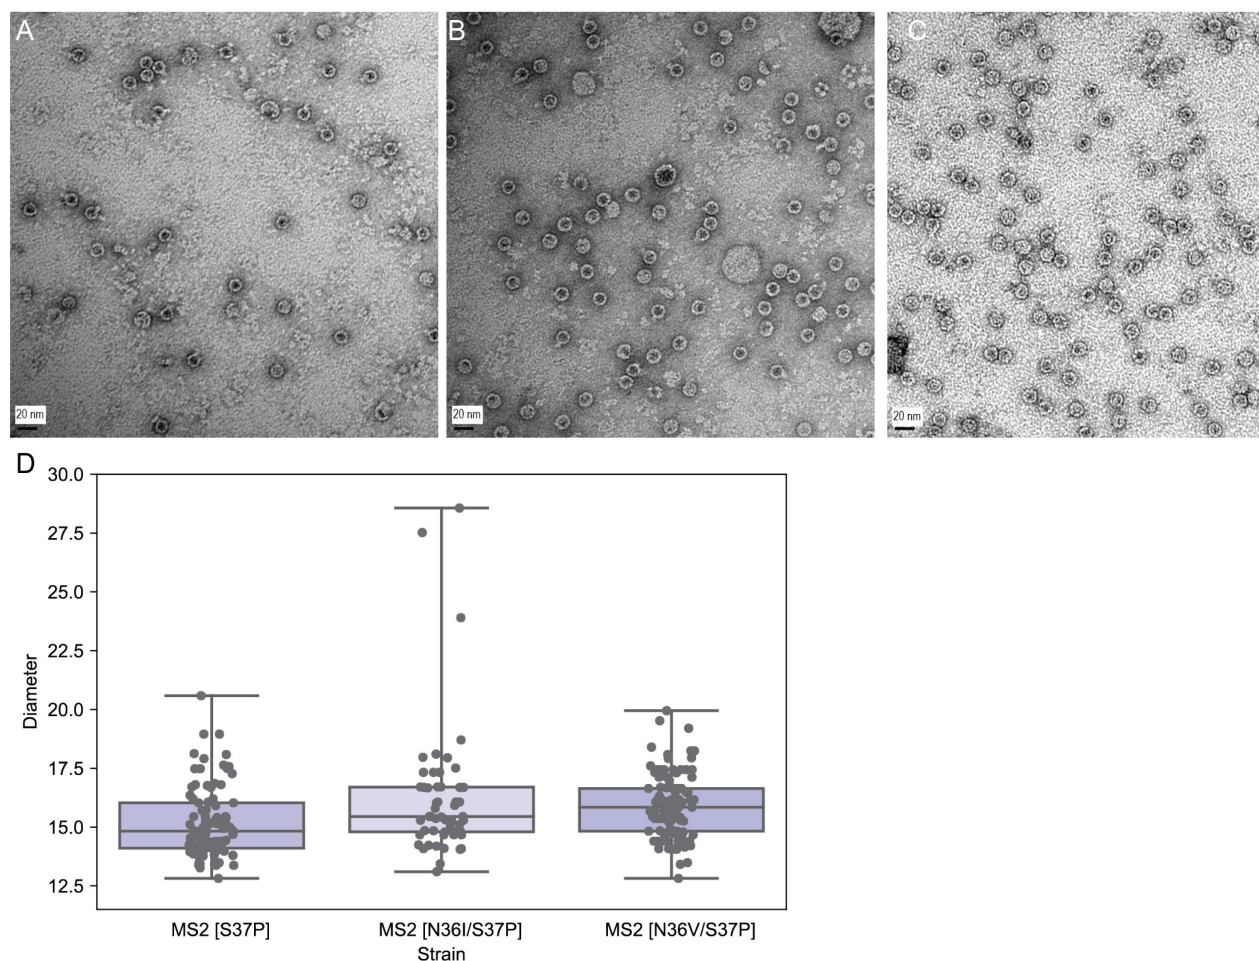 A
B
C
20 nm
20 nm
20 nm
D
30.0
27.5
25.0
22.5
20.0
17.5
15.0
12.5
Diameter
MS2 [S37P]
MS2 [N36I/S37P]
MS2 [N36V/S37P]
Strain